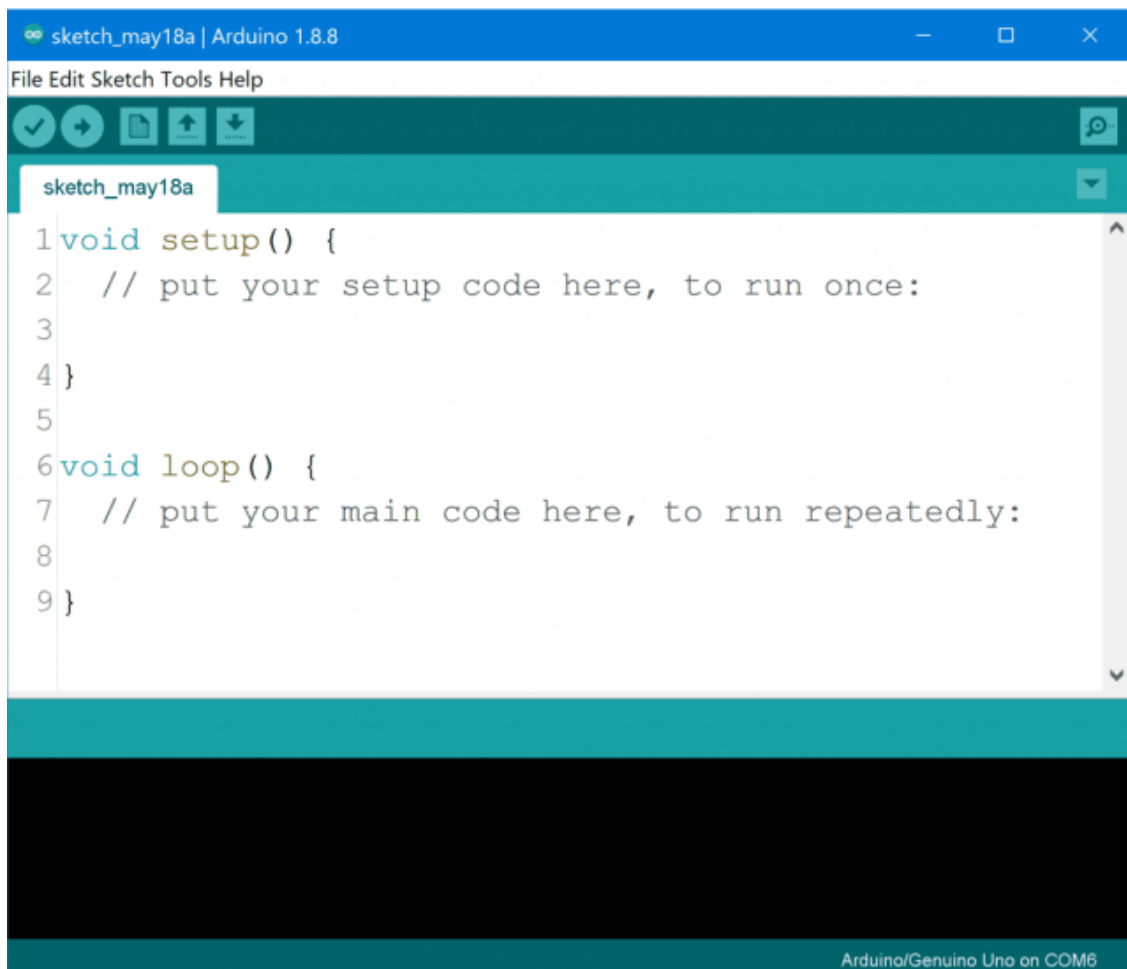 sketch_may18a | Arduino 1.8.8
File Edit Sketch Tools Help
sketch_may18a
1 void setup() {
2   // put your setup code here, to run once:
3
4 }
5
6 void loop() {
7   // put your main code here, to run repeatedly:
8
9 }
Arduino/Genuino Uno on COM6